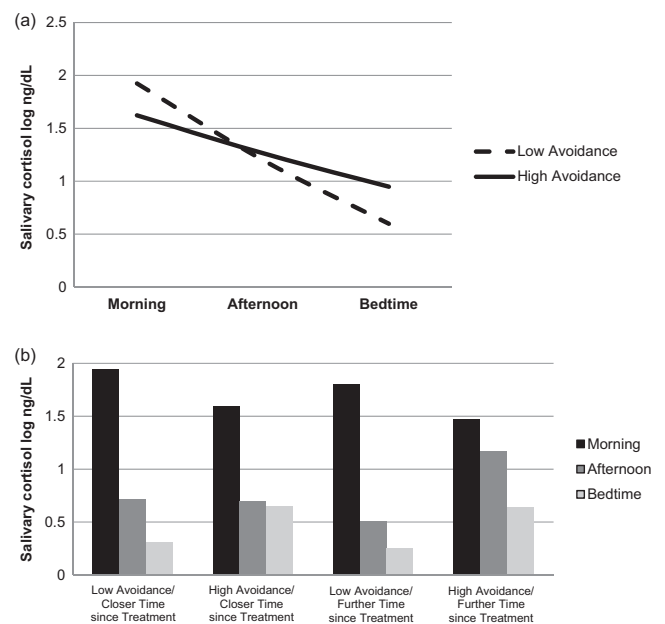 (a)
2.5
2
1.5
1
0.5
0
Salivary cortisol log ng/dL
Morning Afternoon Bedtime
Low Avoidance
High Avoidance
(b)
2
1.5
1
0.5
0
Salivary cortisol log ng/dL
Low Avoidance/
Closer Time
since Treatment
High Avoidance/
Closer Time
since Treatment
Low Avoidance/
Further Time
since Treatment
High Avoidance/
Further Time
since Treatment
Morning
Afternoon
Bedtime